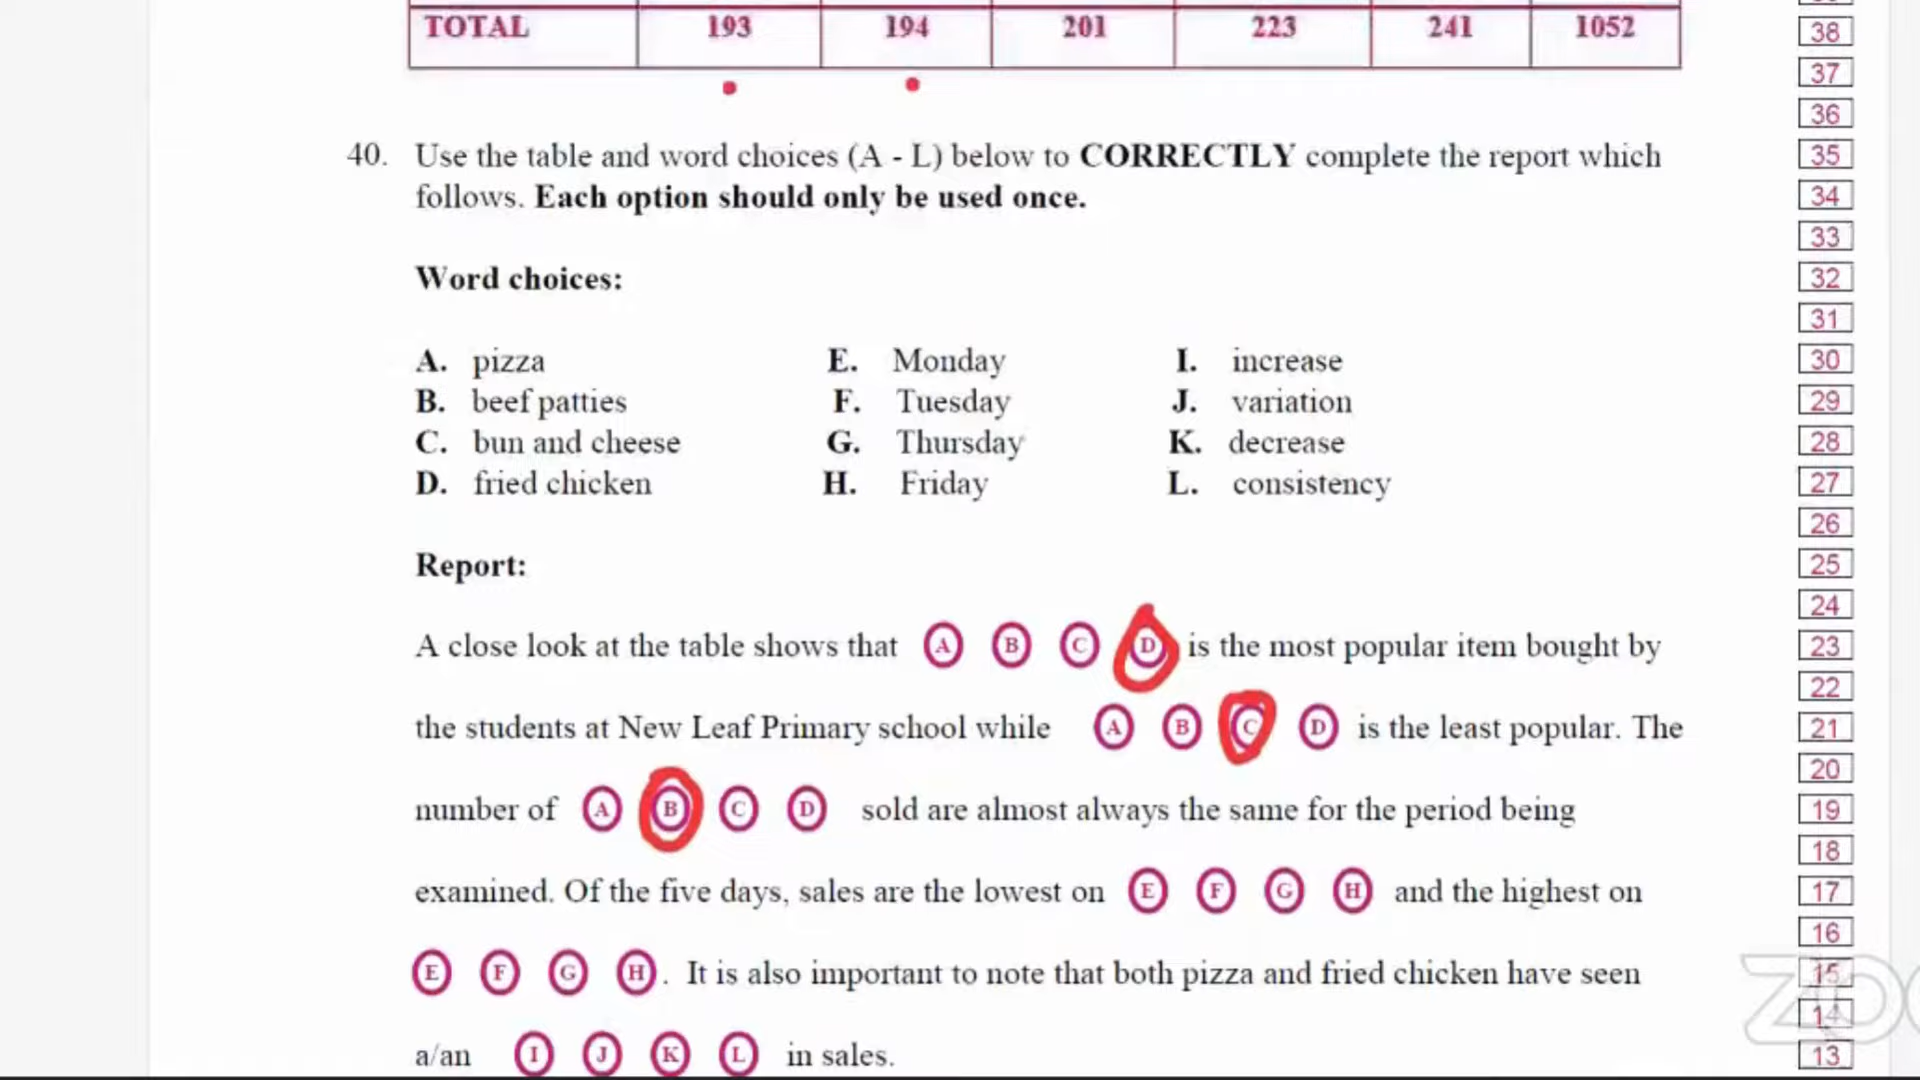 TOTAL 193 194 201 223 241 1052
40. Use the table and word choices (A - L) below to CORRECTLY complete the report which
follows. Each option should only be used once.
Word choices:
A. pizza E. Monday I. increase
B. beef patties F. Tuesday J. variation
C. bun and cheese G. Thursday K. decrease
D. fried chicken H. Friday L. consistency
Report:
A close look at the table shows that A B C D is the most popular item bought by
the students at New Leaf Primary school while A B C D is the least popular. The
number of A B C D sold are almost always the same for the period being
examined. Of the five days, sales are the lowest on E F G H and the highest on
E F G H . It is also important to note that both pizza and fried chicken have seen
a/an I J K L in sales.
38
37
36
35
34
33
32
31
30
29
28
27
26
25
24
23
22
21
20
19
18
17
16
15
14
13